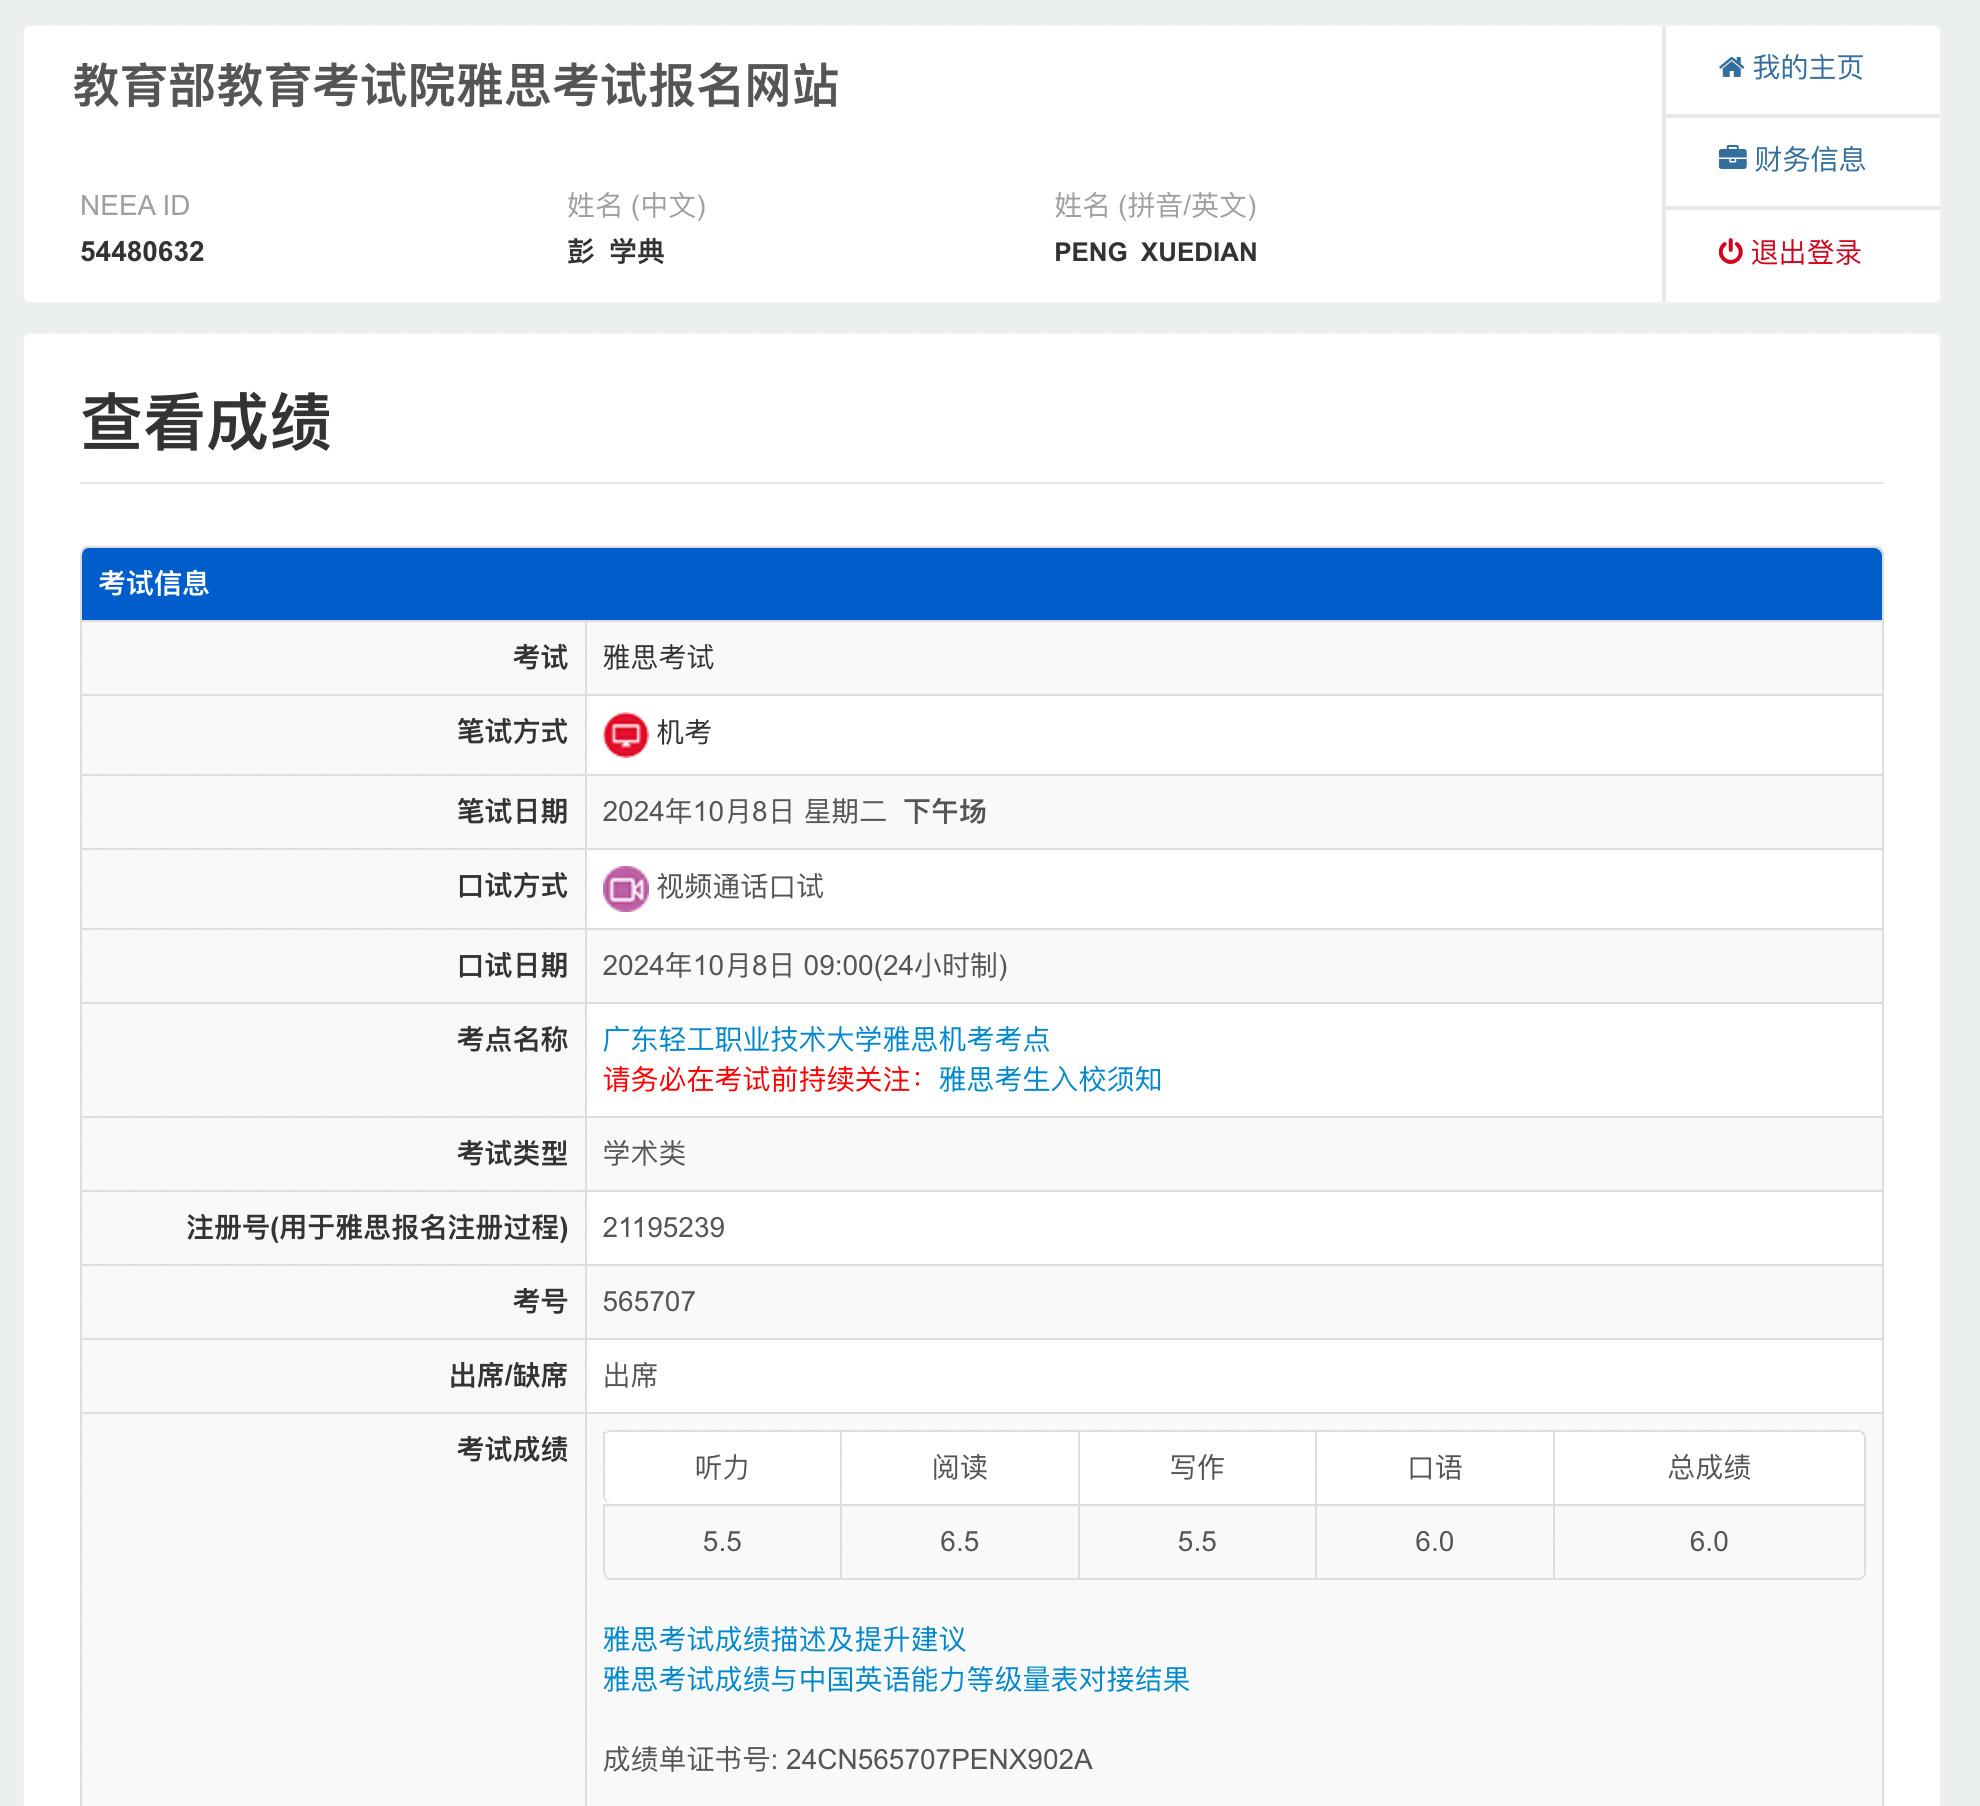 教育部教育考试院雅思考试报名网站
我的主页
财务信息
退出登录
NEEA ID
54480632
姓名 (中文)
彭 学典
姓名 (拼音/英文)
PENG XUEDIAN
查看成绩
考试信息
考试 雅思考试
笔试方式 机考
笔试日期 2024年10月8日 星期二 下午场
口试方式 视频通话口试
口试日期 2024年10月8日 09:00(24小时制)
考点名称 广东轻工职业技术大学雅思机考考点
请务必在考试前持续关注：雅思考生入校须知
考试类型 学术类
注册号(用于雅思报名注册过程) 21195239
考号 565707
出席/缺席 出席
考试成绩
听力 阅读 写作 口语 总成绩
5.5 6.5 5.5 6.0 6.0
雅思考试成绩描述及提升建议
雅思考试成绩与中国英语能力等级量表对接结果
成绩单证书号: 24CN565707PENX902A